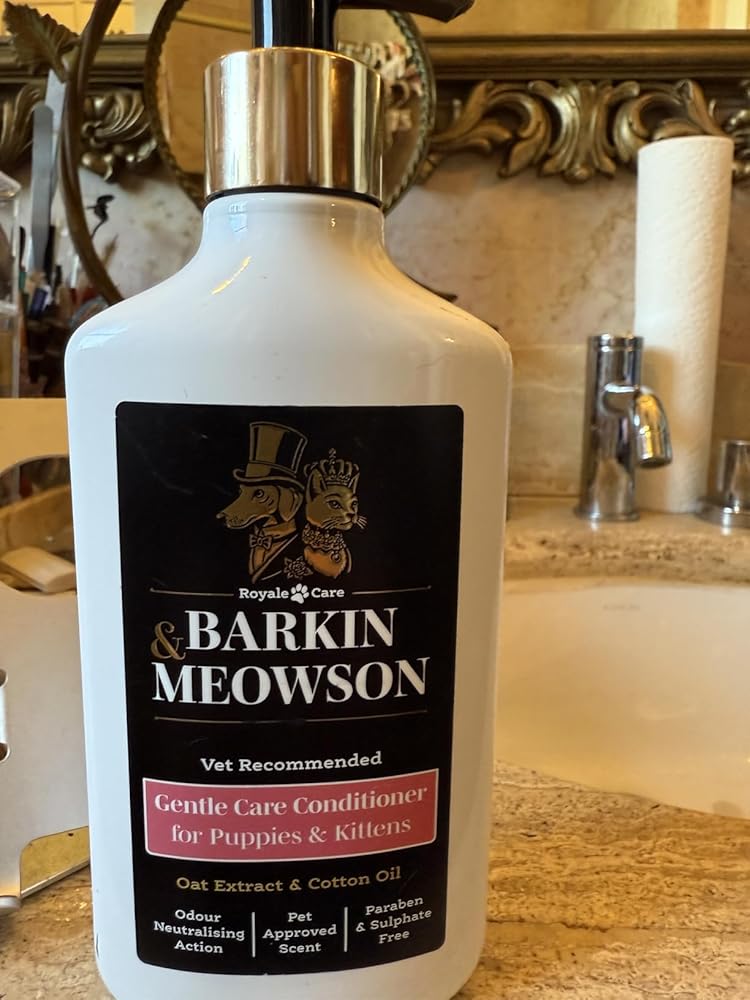 Royale Care
& BARKIN
MEOWSON
Vet Recommended
Gentle Care Conditioner
for Puppies & Kittens
Oat Extract & Cotton Oil
Odour
Neutralising
Action
Pet
Approved
Scent
Paraben
& Sulphate
Free